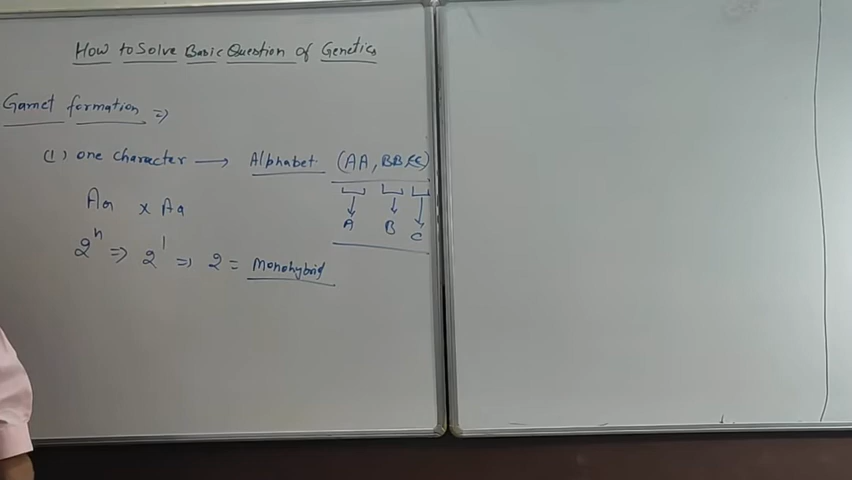 How to Solve Basic Question of Genetics
Gamet formation ⇒
(1) one character → Alphabet (AA, BB, CC)
A B C
Aa x Aa
2^n ⇒ 2^1 ⇒ 2 = Monohybrid